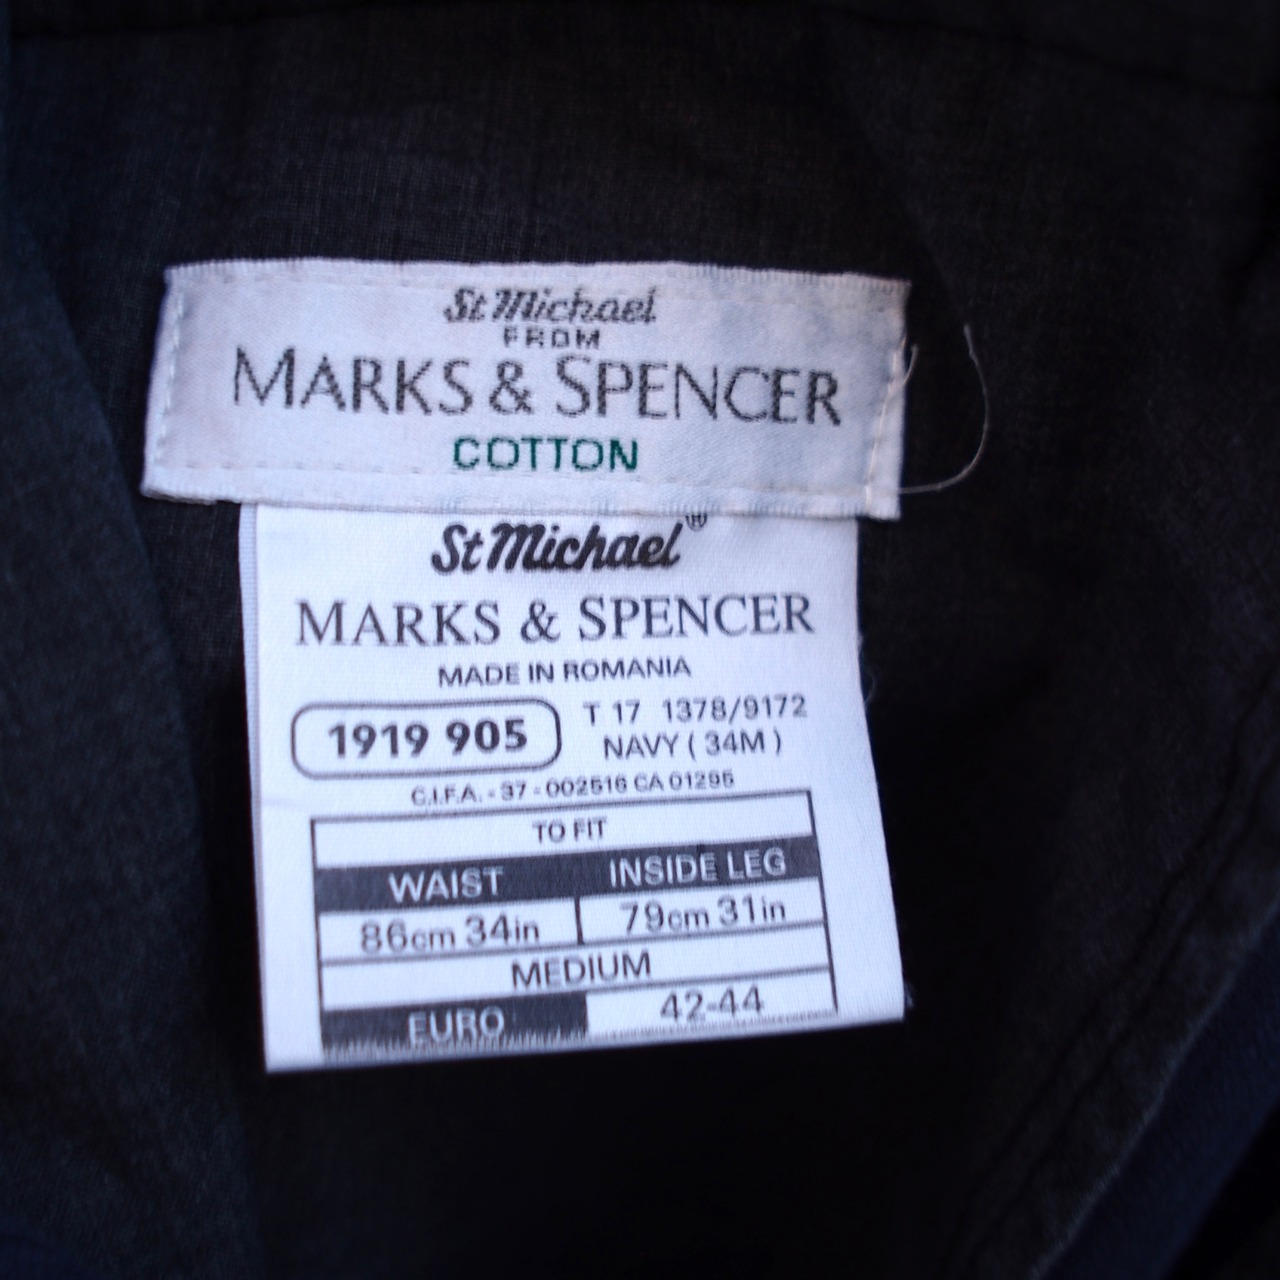 St Michael
FROM
MARKS & SPENCER
COTTON
St Michael®
MARKS & SPENCER
MADE IN ROMANIA
1919 905 T 17 1378/9172
NAVY ( 34M )
C.I.F.A. - 37 - 002516 CA 01295
TO FIT
WAIST INSIDE LEG
86cm 34in 79cm 31in
MEDIUM
EURO 42-44